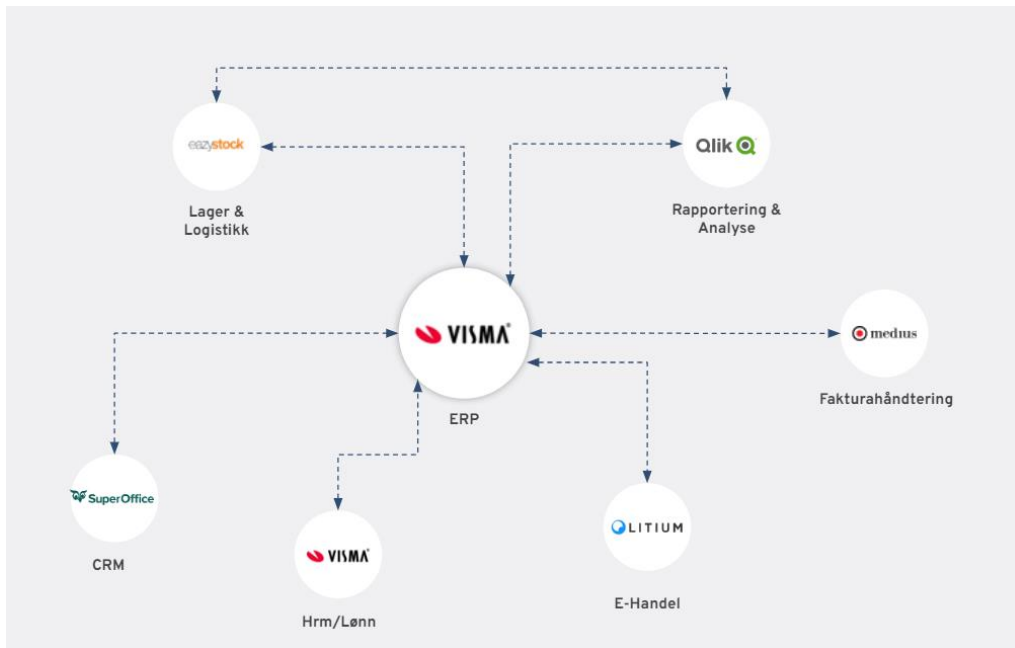 eazystock
Qlik
Lager &
Logistikk
Rapportering &
Analyse
VISMA
medius
ERP
Fakturahåndtering
SuperOffice
LITIUM
VISMA
CRM
E-Handel
Hrm/Lønn